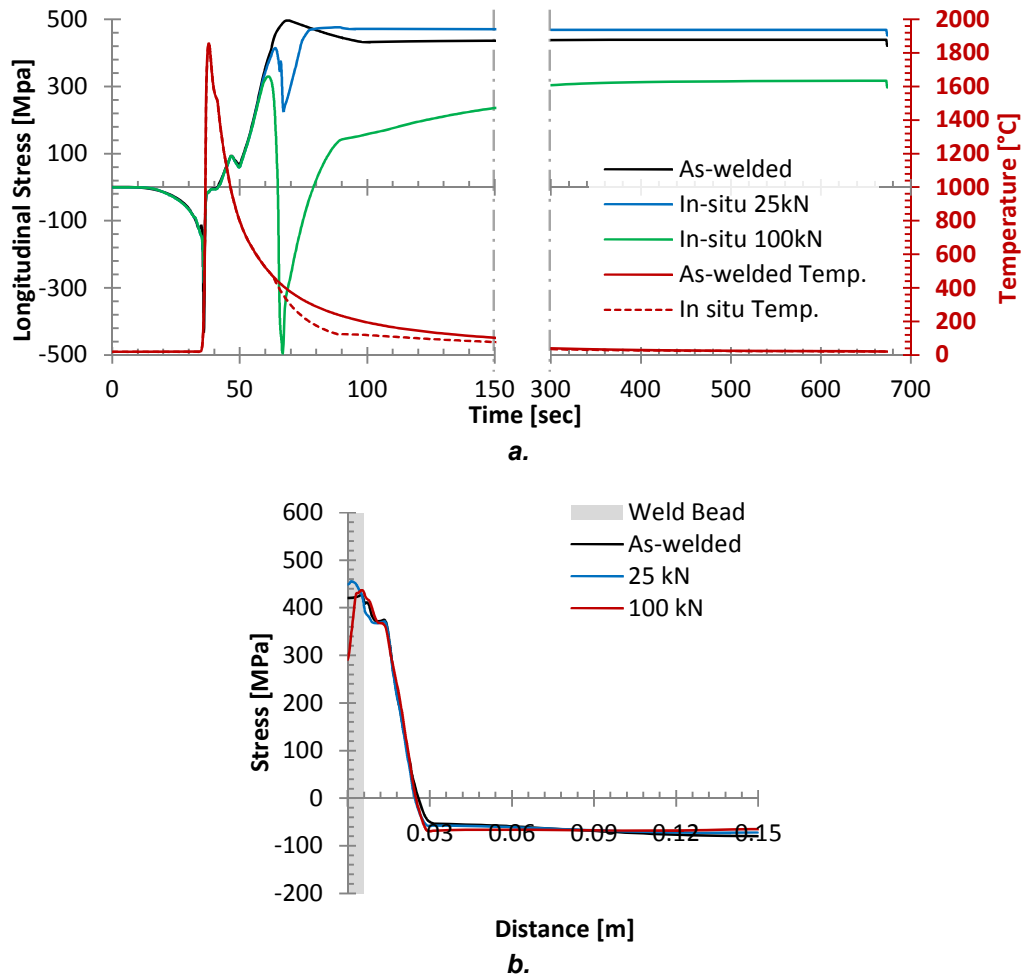 500
300
100
-100
-300
-500
Longitudinal Stress [Mpa]
2000
1800
1600
1400
1200
1000
800
600
400
200
0
Temperature [°C]
As-welded
In-situ 25kN
In-situ 100kN
As-welded Temp.
In situ Temp.
0 50 100 150 300 400 500 600 700
Time [sec]
a.
600
500
400
300
200
100
0
-100
-200
Stress [MPa]
Weld Bead
As-welded
25 kN
100 kN
0.03 0.06 0.09 0.12 0.15
Distance [m]
b.